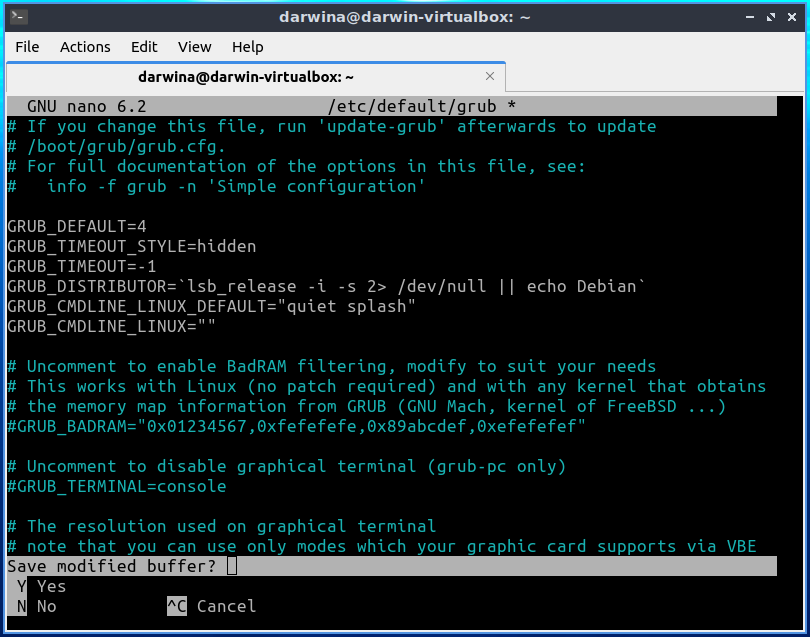 darwina@darwin-virtualbox: ~
File Actions Edit View Help
darwina@darwin-virtualbox: ~
GNU nano 6.2 /etc/default/grub *
# If you change this file, run 'update-grub' afterwards to update
# /boot/grub/grub.cfg.
# For full documentation of the options in this file, see:
#   info -f grub -n 'Simple configuration'
GRUB_DEFAULT=4
GRUB_TIMEOUT_STYLE=hidden
GRUB_TIMEOUT=-1
GRUB_DISTRIBUTOR=`lsb_release -i -s 2> /dev/null || echo Debian`
GRUB_CMDLINE_LINUX_DEFAULT="quiet splash"
GRUB_CMDLINE_LINUX=""
# Uncomment to enable BadRAM filtering, modify to suit your needs
# This works with Linux (no patch required) and with any kernel that obtains
# the memory map information from GRUB (GNU Mach, kernel of FreeBSD ...)
#GRUB_BADRAM="0x01234567,0xfefefefe,0x89abcdef,0xefefefef"
# Uncomment to disable graphical terminal (grub-pc only)
#GRUB_TERMINAL=console
# The resolution used on graphical terminal
# note that you can use only modes which your graphic card supports via VBE
Save modified buffer?
Y Yes
N No ^C Cancel